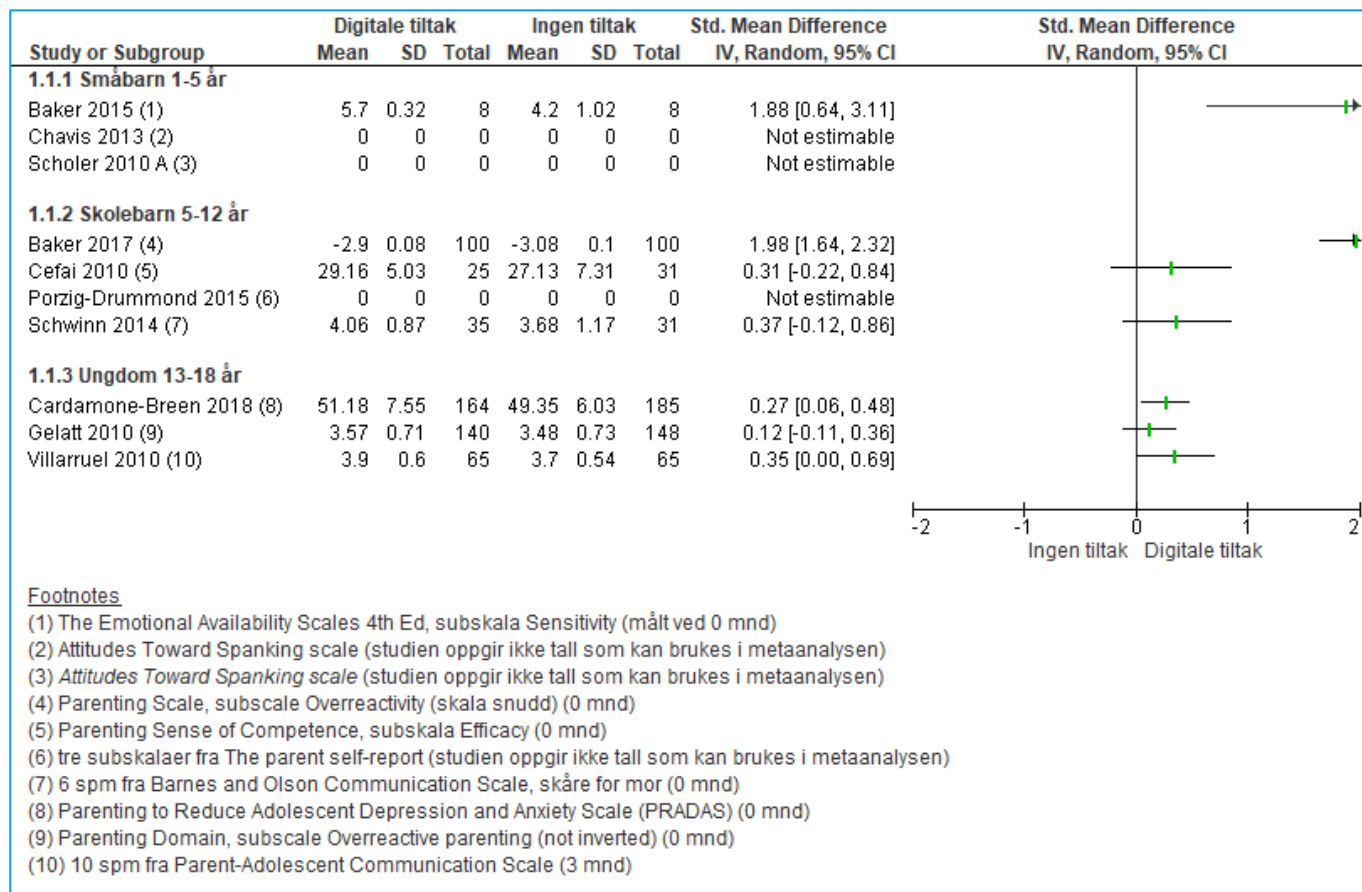 Digitale tiltak Ingen tiltak Std. Mean Difference Std. Mean Difference
Study or Subgroup Mean SD Total Mean SD Total IV, Random, 95% CI IV, Random, 95% CI
1.1.1 Småbarn 1-5 år
Baker 2015 (1) 5.7 0.32 8 4.2 1.02 8 1.88 [0.64, 3.11]
Chavis 2013 (2) 0 0 0 0 0 0 Not estimable
Scholer 2010 A (3) 0 0 0 0 0 0 Not estimable
1.1.2 Skolebarn 5-12 år
Baker 2017 (4) -2.9 0.08 100 -3.08 0.1 100 1.98 [1.64, 2.32]
Cefai 2010 (5) 29.16 5.03 25 27.13 7.31 31 0.31 [-0.22, 0.84]
Porzig-Drummond 2015 (6) 0 0 0 0 0 0 Not estimable
Schwinn 2014 (7) 4.06 0.87 35 3.68 1.17 31 0.37 [-0.12, 0.86]
1.1.3 Ungdom 13-18 år
Cardamone-Breen 2018 (8) 51.18 7.55 164 49.35 6.03 185 0.27 [0.06, 0.48]
Gelatt 2010 (9) 3.57 0.71 140 3.48 0.73 148 0.12 [-0.11, 0.36]
Villarruel 2010 (10) 3.9 0.6 65 3.7 0.54 65 0.35 [0.00, 0.69]
-2 -1 0 1 2
Ingen tiltak Digitale tiltak
Footnotes
(1) The Emotional Availability Scales 4th Ed, subskala Sensitivity (målt ved 0 mnd)
(2) Attitudes Toward Spanking scale (studien oppgir ikke tall som kan brukes i metaanalysen)
(3) Attitudes Toward Spanking scale (studien oppgir ikke tall som kan brukes i metaanalysen)
(4) Parenting Scale, subscale Overreactivity (skala snudd) (0 mnd)
(5) Parenting Sense of Competence, subskala Efficacy (0 mnd)
(6) tre subskalaer fra The parent self-report (studien oppgir ikke tall som kan brukes i metaanalysen)
(7) 6 spm fra Barnes and Olson Communication Scale, skåre for mor (0 mnd)
(8) Parenting to Reduce Adolescent Depression and Anxiety Scale (PRADAS) (0 mnd)
(9) Parenting Domain, subscale Overreactive parenting (not inverted) (0 mnd)
(10) 10 spm fra Parent-Adolescent Communication Scale (3 mnd)